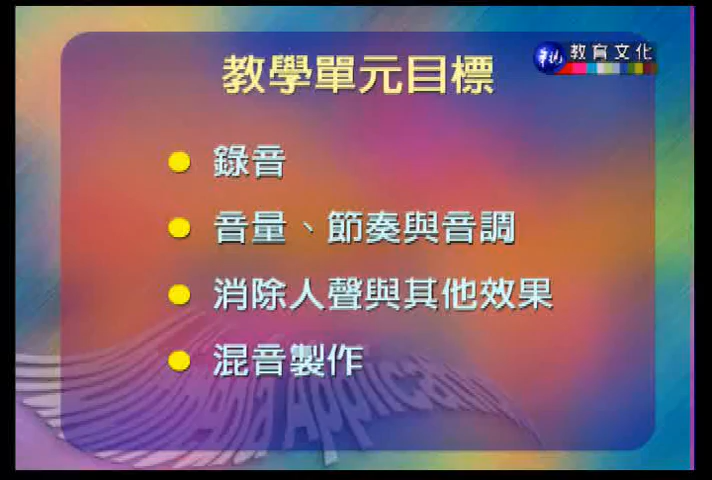 教學單元目標
教育文化
錄音
音量、節奏與音調
消除人聲與其他效果
混音製作